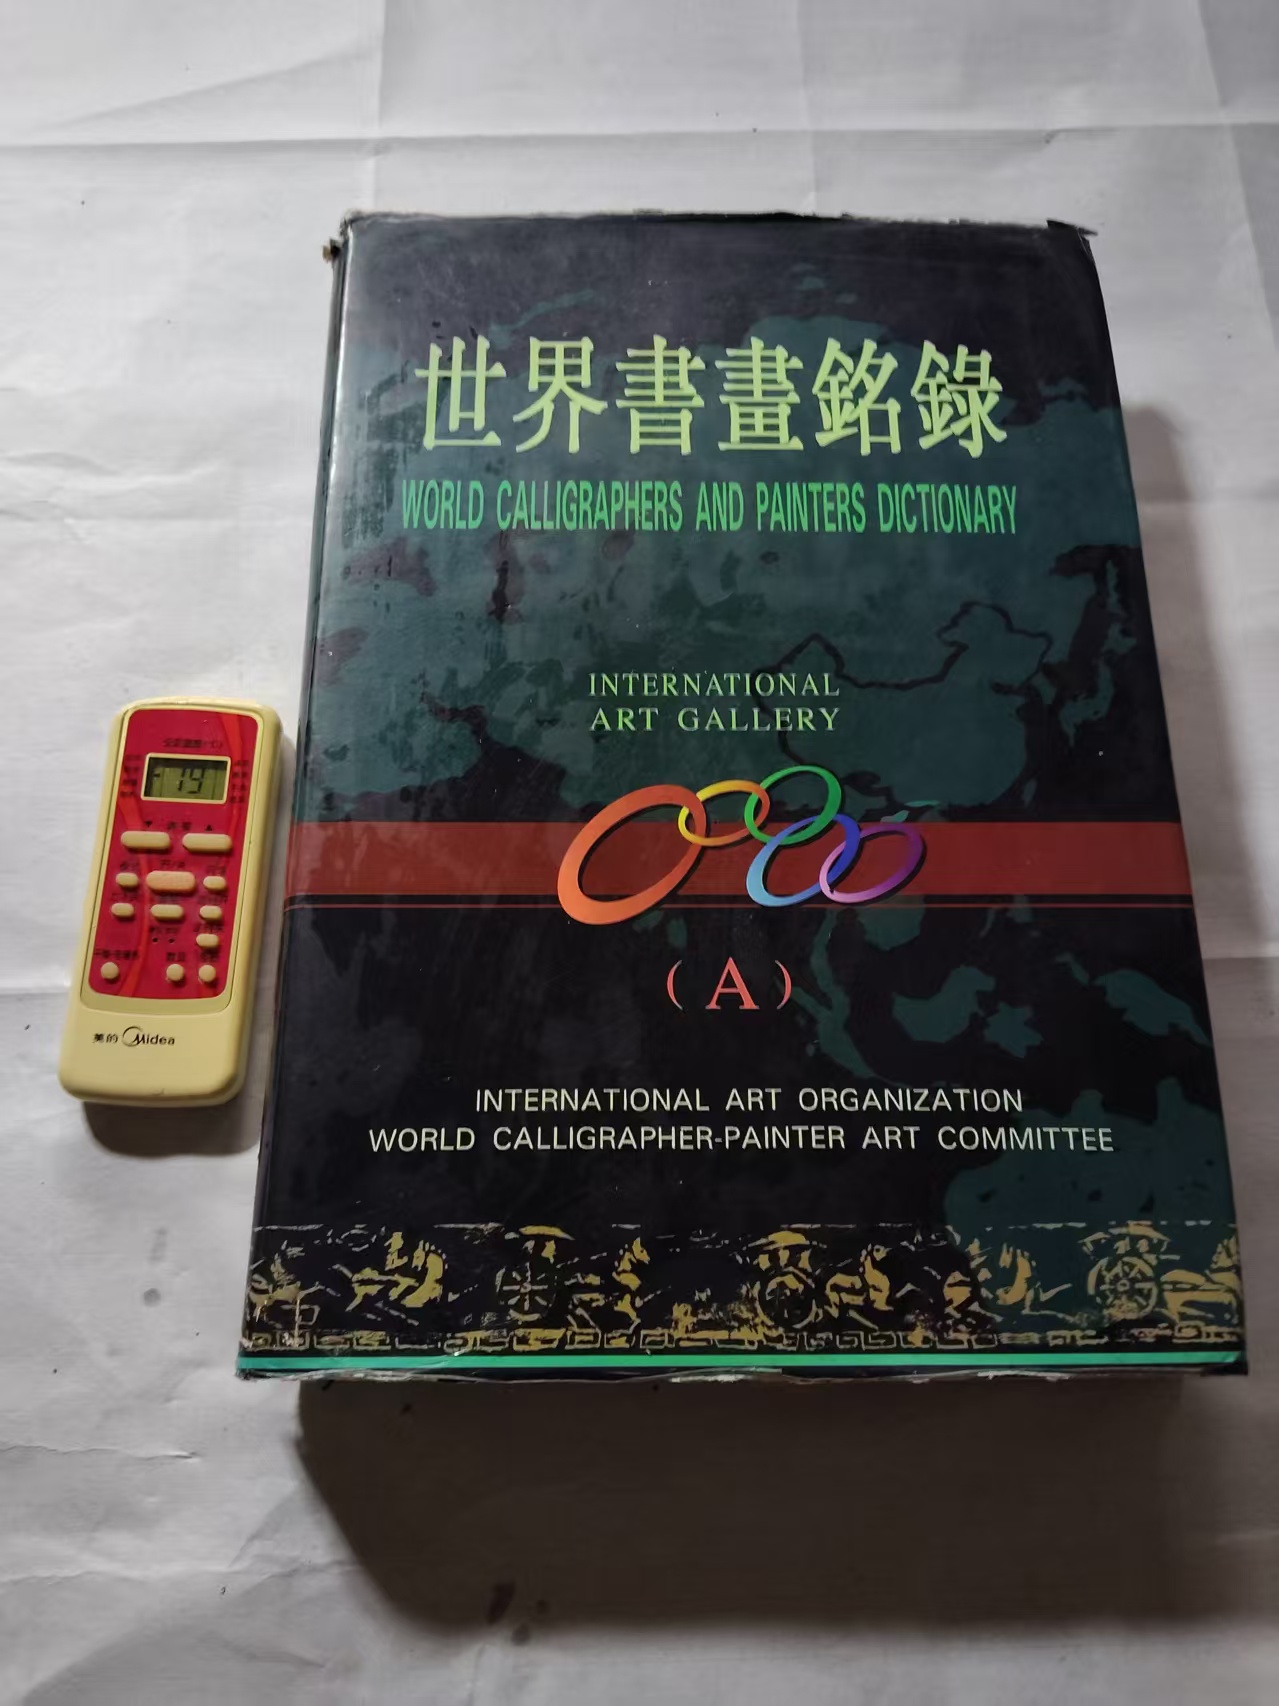 世界書畫銘錄
WORLD CALLIGRAPHERS AND PAINTERS DICTIONARY
INTERNATIONAL
ART GALLERY
(A)
INTERNATIONAL ART ORGANIZATION
WORLD CALLIGRAPHER-PAINTER ART COMMITTEE
19
美的 Midea